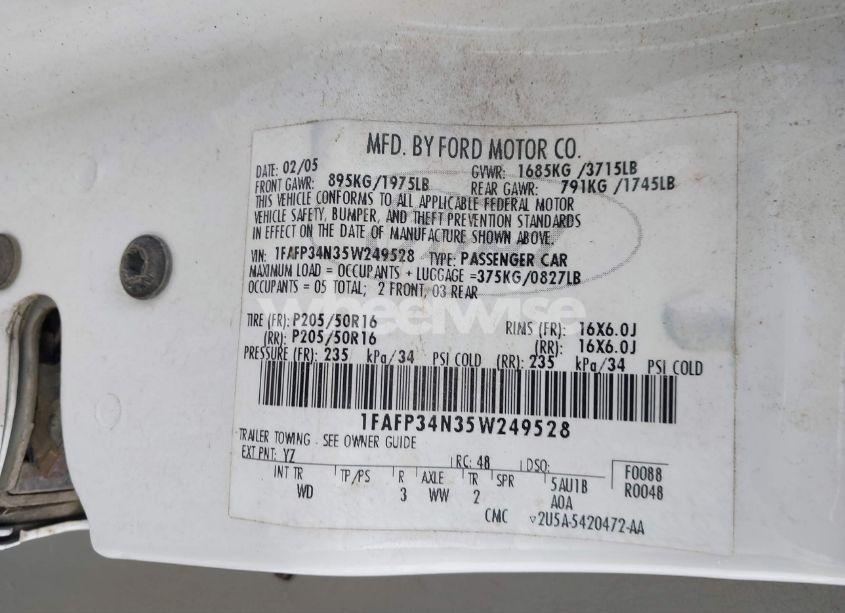 MFD. BY FORD MOTOR CO.
DATE: 02/05 GVWR: 1685KG /3715LB
FRONT GAWR: 895KG/1975LB REAR GAWR: 791KG /1745LB
THIS VEHICLE CONFORMS TO ALL APPLICABLE FEDERAL MOTOR
VEHICLE SAFETY, BUMPER, AND THEFT PREVENTION STANDARDS
IN EFFECT ON THE DATE OF MANUFACTURE SHOWN ABOVE.
VIN: 1FAFP34N35W249528 TYPE: PASSENGER CAR
MAXIMUM LOAD = OCCUPANTS + LUGGAGE =375KG/0827LB
OCCUPANTS = 05 TOTAL; 2 FRONT, 03 REAR
wheelwise
TIRE (FR): P205/50R16 RIMS (FR): 16X6.0J
(RR): P205/50R16 (RR): 16X6.0J
PRESSURE (FR): 235 kPa/34 PSI COLD (RR): 235 kPa/34 PSI COLD
1FAFP34N35W249528
TRAILER TOWING - SEE OWNER GUIDE
EXT PNT: YZ RC: 48 DSO: F0088
INT TR TP/PS R AXLE TR SPR 5AU1B R0048
WD 3 WW 2 A0A
CMC v2U5A-5420472-AA